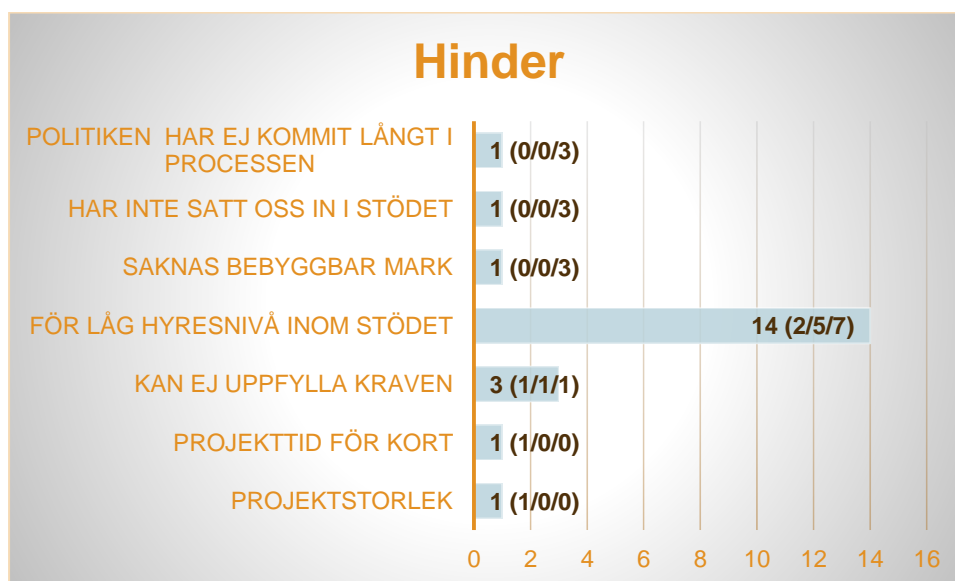 Hinder
POLITIKEN HAR EJ KOMMIT LÅNGT I
PROCESSEN
1 (0/0/3)
HAR INTE SATT OSS IN I STÖDET
1 (0/0/3)
SAKNAS BEBYGGBAR MARK
1 (0/0/3)
FÖR LÅG HYRESNIVÅ INOM STÖDET
14 (2/5/7)
KAN EJ UPPFYLLA KRAVEN
3 (1/1/1)
PROJEKTTID FÖR KORT
1 (1/0/0)
PROJEKTSTORLEK
1 (1/0/0)
0 2 4 6 8 10 12 14 16